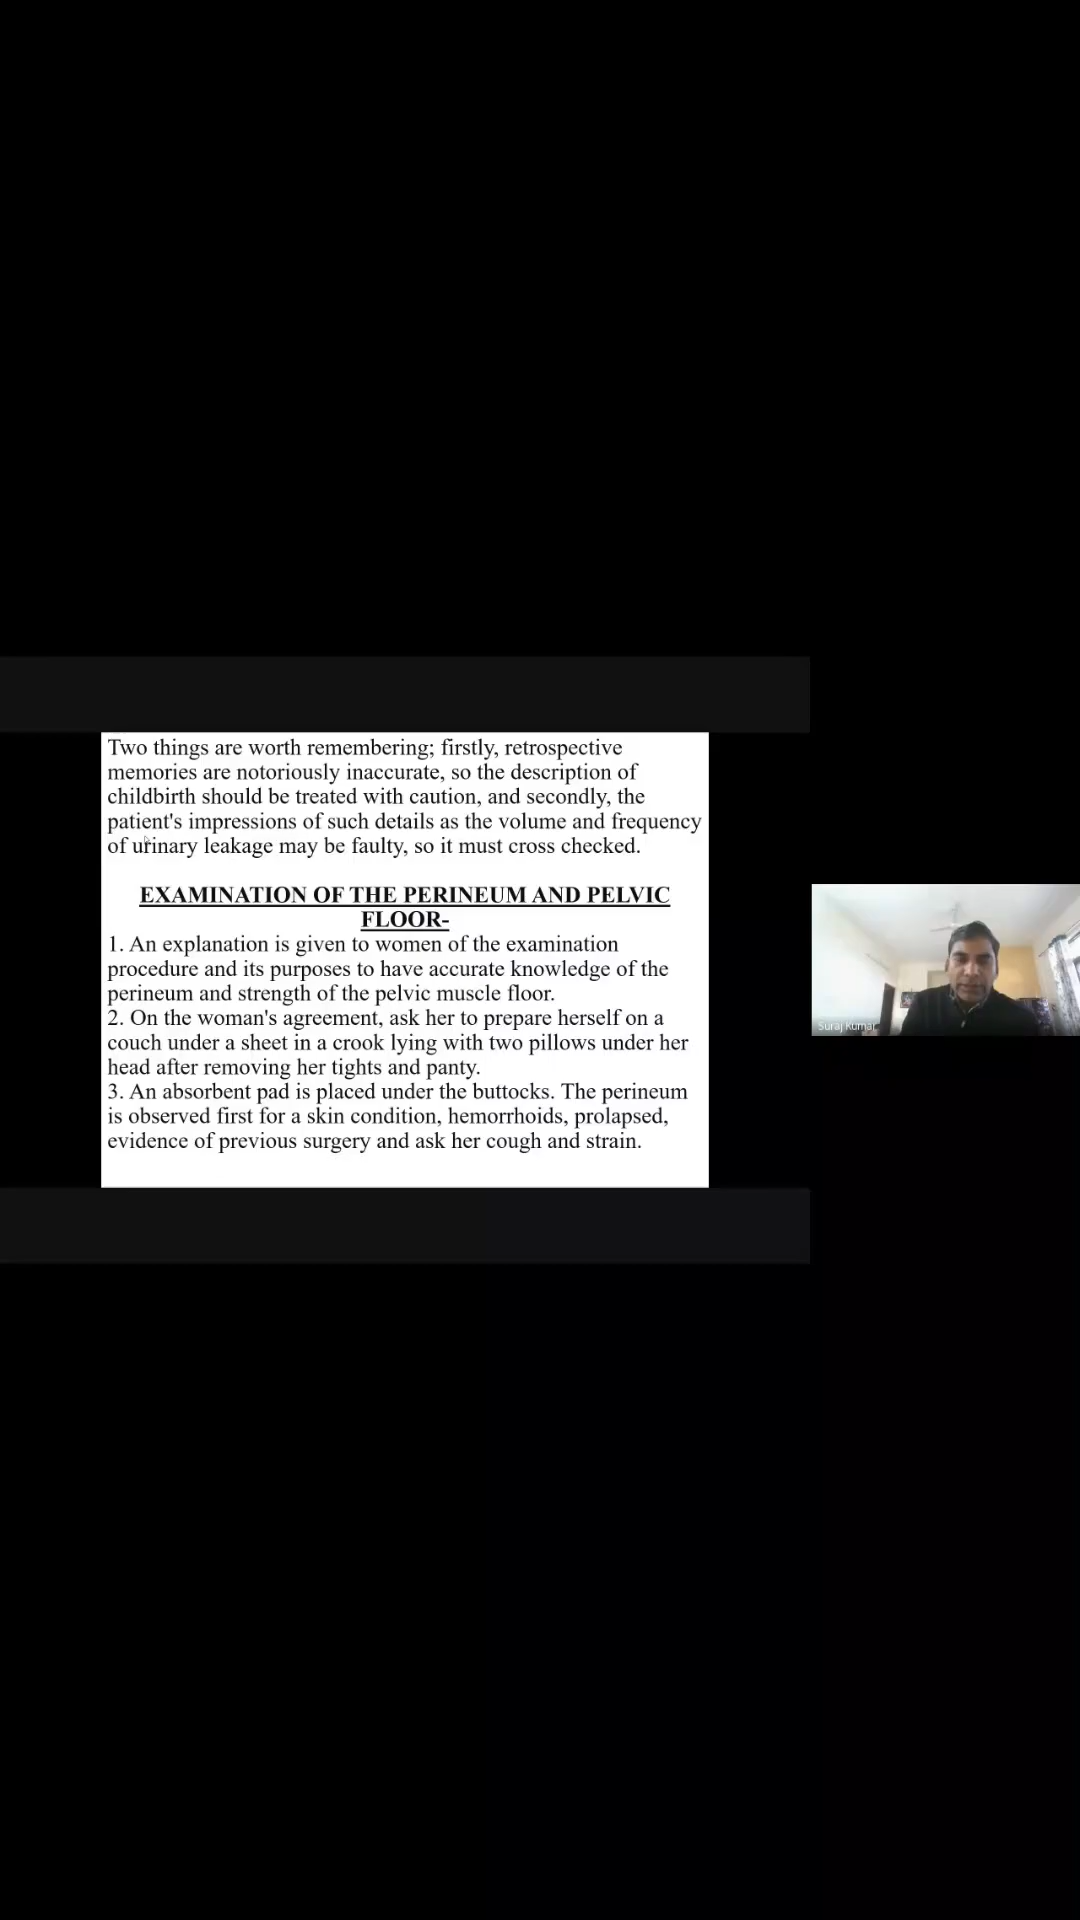 Two things are worth remembering; firstly, retrospective
memories are notoriously inaccurate, so the description of
childbirth should be treated with caution, and secondly, the
patient's impressions of such details as the volume and frequency
of urinary leakage may be faulty, so it must cross checked.
EXAMINATION OF THE PERINEUM AND PELVIC
FLOOR-
1. An explanation is given to women of the examination
procedure and its purposes to have accurate knowledge of the
perineum and strength of the pelvic muscle floor.
2. On the woman's agreement, ask her to prepare herself on a
couch under a sheet in a crook lying with two pillows under her
head after removing her tights and panty.
3. An absorbent pad is placed under the buttocks. The perineum
is observed first for a skin condition, hemorrhoids, prolapsed,
evidence of previous surgery and ask her cough and strain.
Suraj Kumar